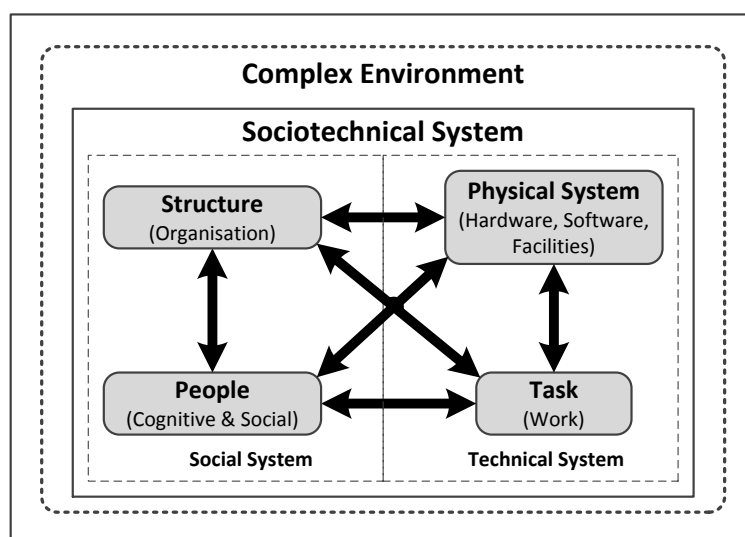 Complex Environment
Sociotechnical System
Structure
(Organisation)
Physical System
(Hardware, Software,
Facilities)
People
(Cognitive & Social)
Task
(Work)
Social System
Technical System